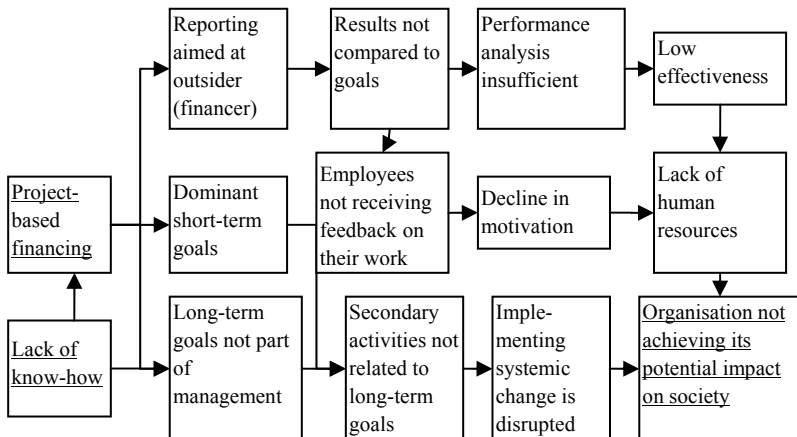 Reporting
aimed at
outsider
(financer)
Results not
compared to
goals
Performance
analysis
insufficient
Low
effectiveness
Project-
based
financing
Dominant
short-term
goals
Employees
not receiving
feedback on
their work
Decline in
motivation
Lack of
human
resources
Lack of
know-how
Long-term
goals not part
of
management
Secondary
activities not
related to
long-term
goals
Imple-
menting
systemic
change is
disrupted
Organisation not
achieving its
potential impact
on society